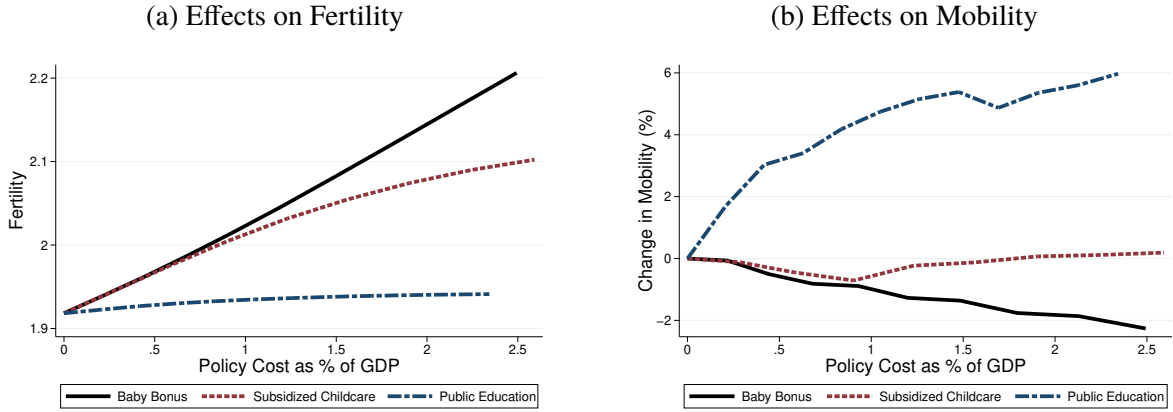 (a) Effects on Fertility
Fertility
2.2
2.1
2
1.9
0 .5 1 1.5 2 2.5
Policy Cost as % of GDP
Baby Bonus Subsidized Childcare Public Education
(b) Effects on Mobility
Change in Mobility (%)
6
4
2
0
−2
0 .5 1 1.5 2 2.5
Policy Cost as % of GDP
Baby Bonus Subsidized Childcare Public Education